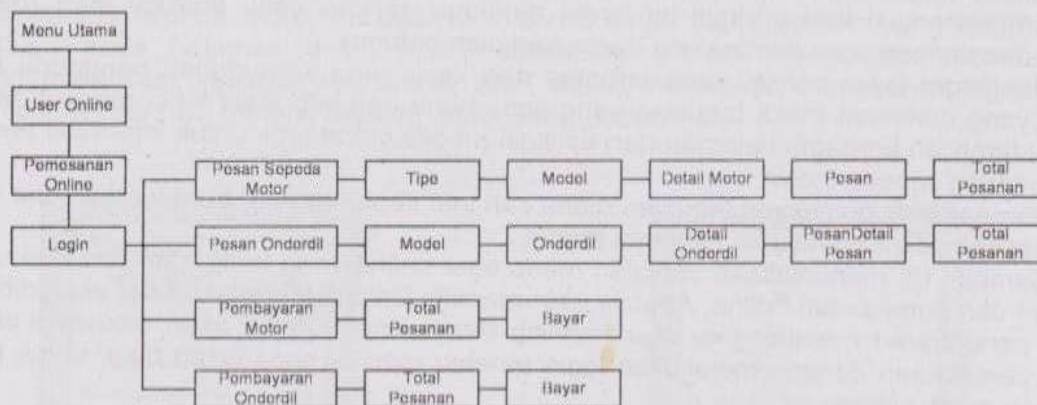 Menu Utama
User Online
Pemesanan
Online
Login
Pesan Sepeda
Motor
Tipe
Model
Detail Motor
Pesan
Total
Pesanan
Pesan Onderdil
Model
Onderdil
Detail
Onderdil
PesanDetail
Pesan
Total
Pesanan
Pembayaran
Motor
Total
Pesanan
Bayar
Pembayaran
Onderdil
Total
Pesanan
Bayar